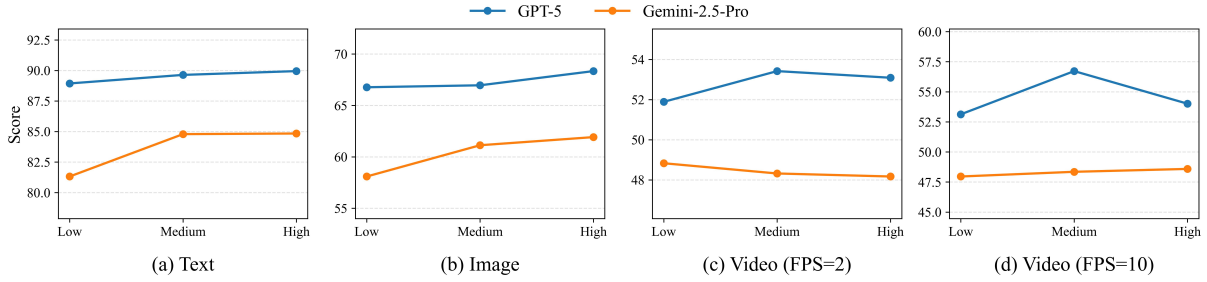 GPT-5 Gemini-2.5-Pro
Score
92.5
90.0
87.5
85.0
82.5
80.0
Low Medium High
(a) Text
70
65
60
55
Low Medium High
(b) Image
54
52
50
48
Low Medium High
(c) Video (FPS=2)
60.0
57.5
55.0
52.5
50.0
47.5
45.0
Low Medium High
(d) Video (FPS=10)